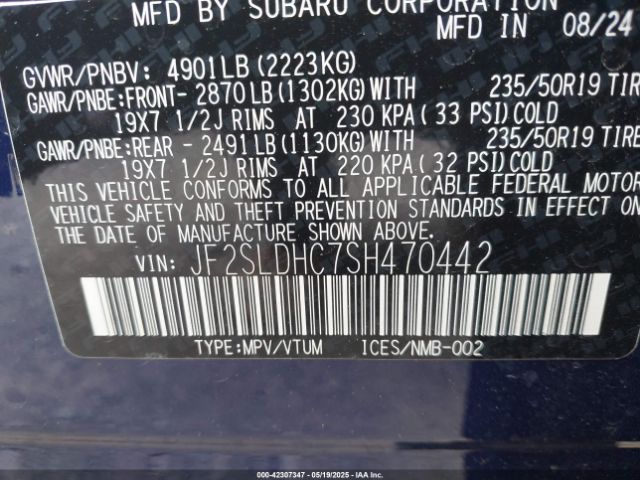 MFD BY SUBARU CORPORATION
MFD IN 08/24
GVWR/PNBV: 4901LB(2223KG)
GAWR/PNBE:FRONT- 2870LB(1302KG)WITH 235/50R19 TIRE
19X7 1/2J RIMS AT 230 KPA(33 PSI)COLD
GAWR/PNBE:REAR - 2491LB(1130KG)WITH 235/50R19 TIRE
19X7 1/2J RIMS AT 220 KPA(32 PSI)COLD
THIS VEHICLE CONFORMS TO ALL APPLICABLE FEDERAL MOTOR
VEHICLE SAFETY AND THEFT PREVENTION STANDARDS IN EFFECT ON
THE DATE OF MANUFACTURE SHOWN ABOVE.
VIN: JF2SLDHC7SH470442
TYPE:MPV/VTUM ICES/NMB-002
IAA - 42307347 - 05/19/2025 - IAAI.COM